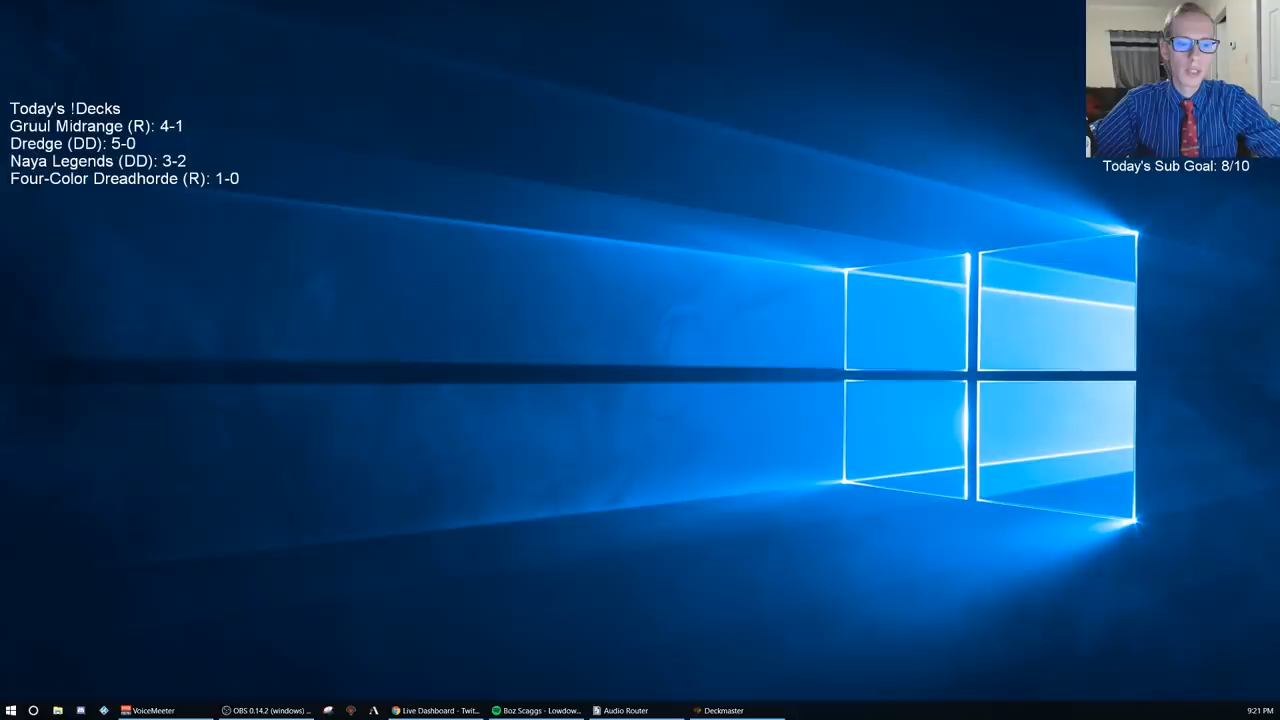 Today's !Decks
Gruul Midrange (R): 4-1
Dredge (DD): 5-0
Naya Legends (DD): 3-2
Four-Color Dreadhorde (R): 1-0
Today's Sub Goal: 8/10
VoiceMeeter
OBS 0.14.2 (windows) ...
Live Dashboard - Twit...
Boz Scaggs - Lowdow...
Audio Router
Deckmaster
9:21 PM